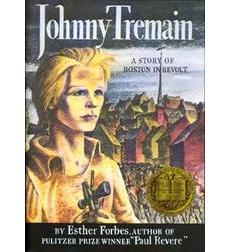 Johnny Tremain
A STORY OF
BOSTON IN REVOLT
BY Esther Forbes, AUTHOR OF
PULITZER PRIZE WINNER "Paul Revere"